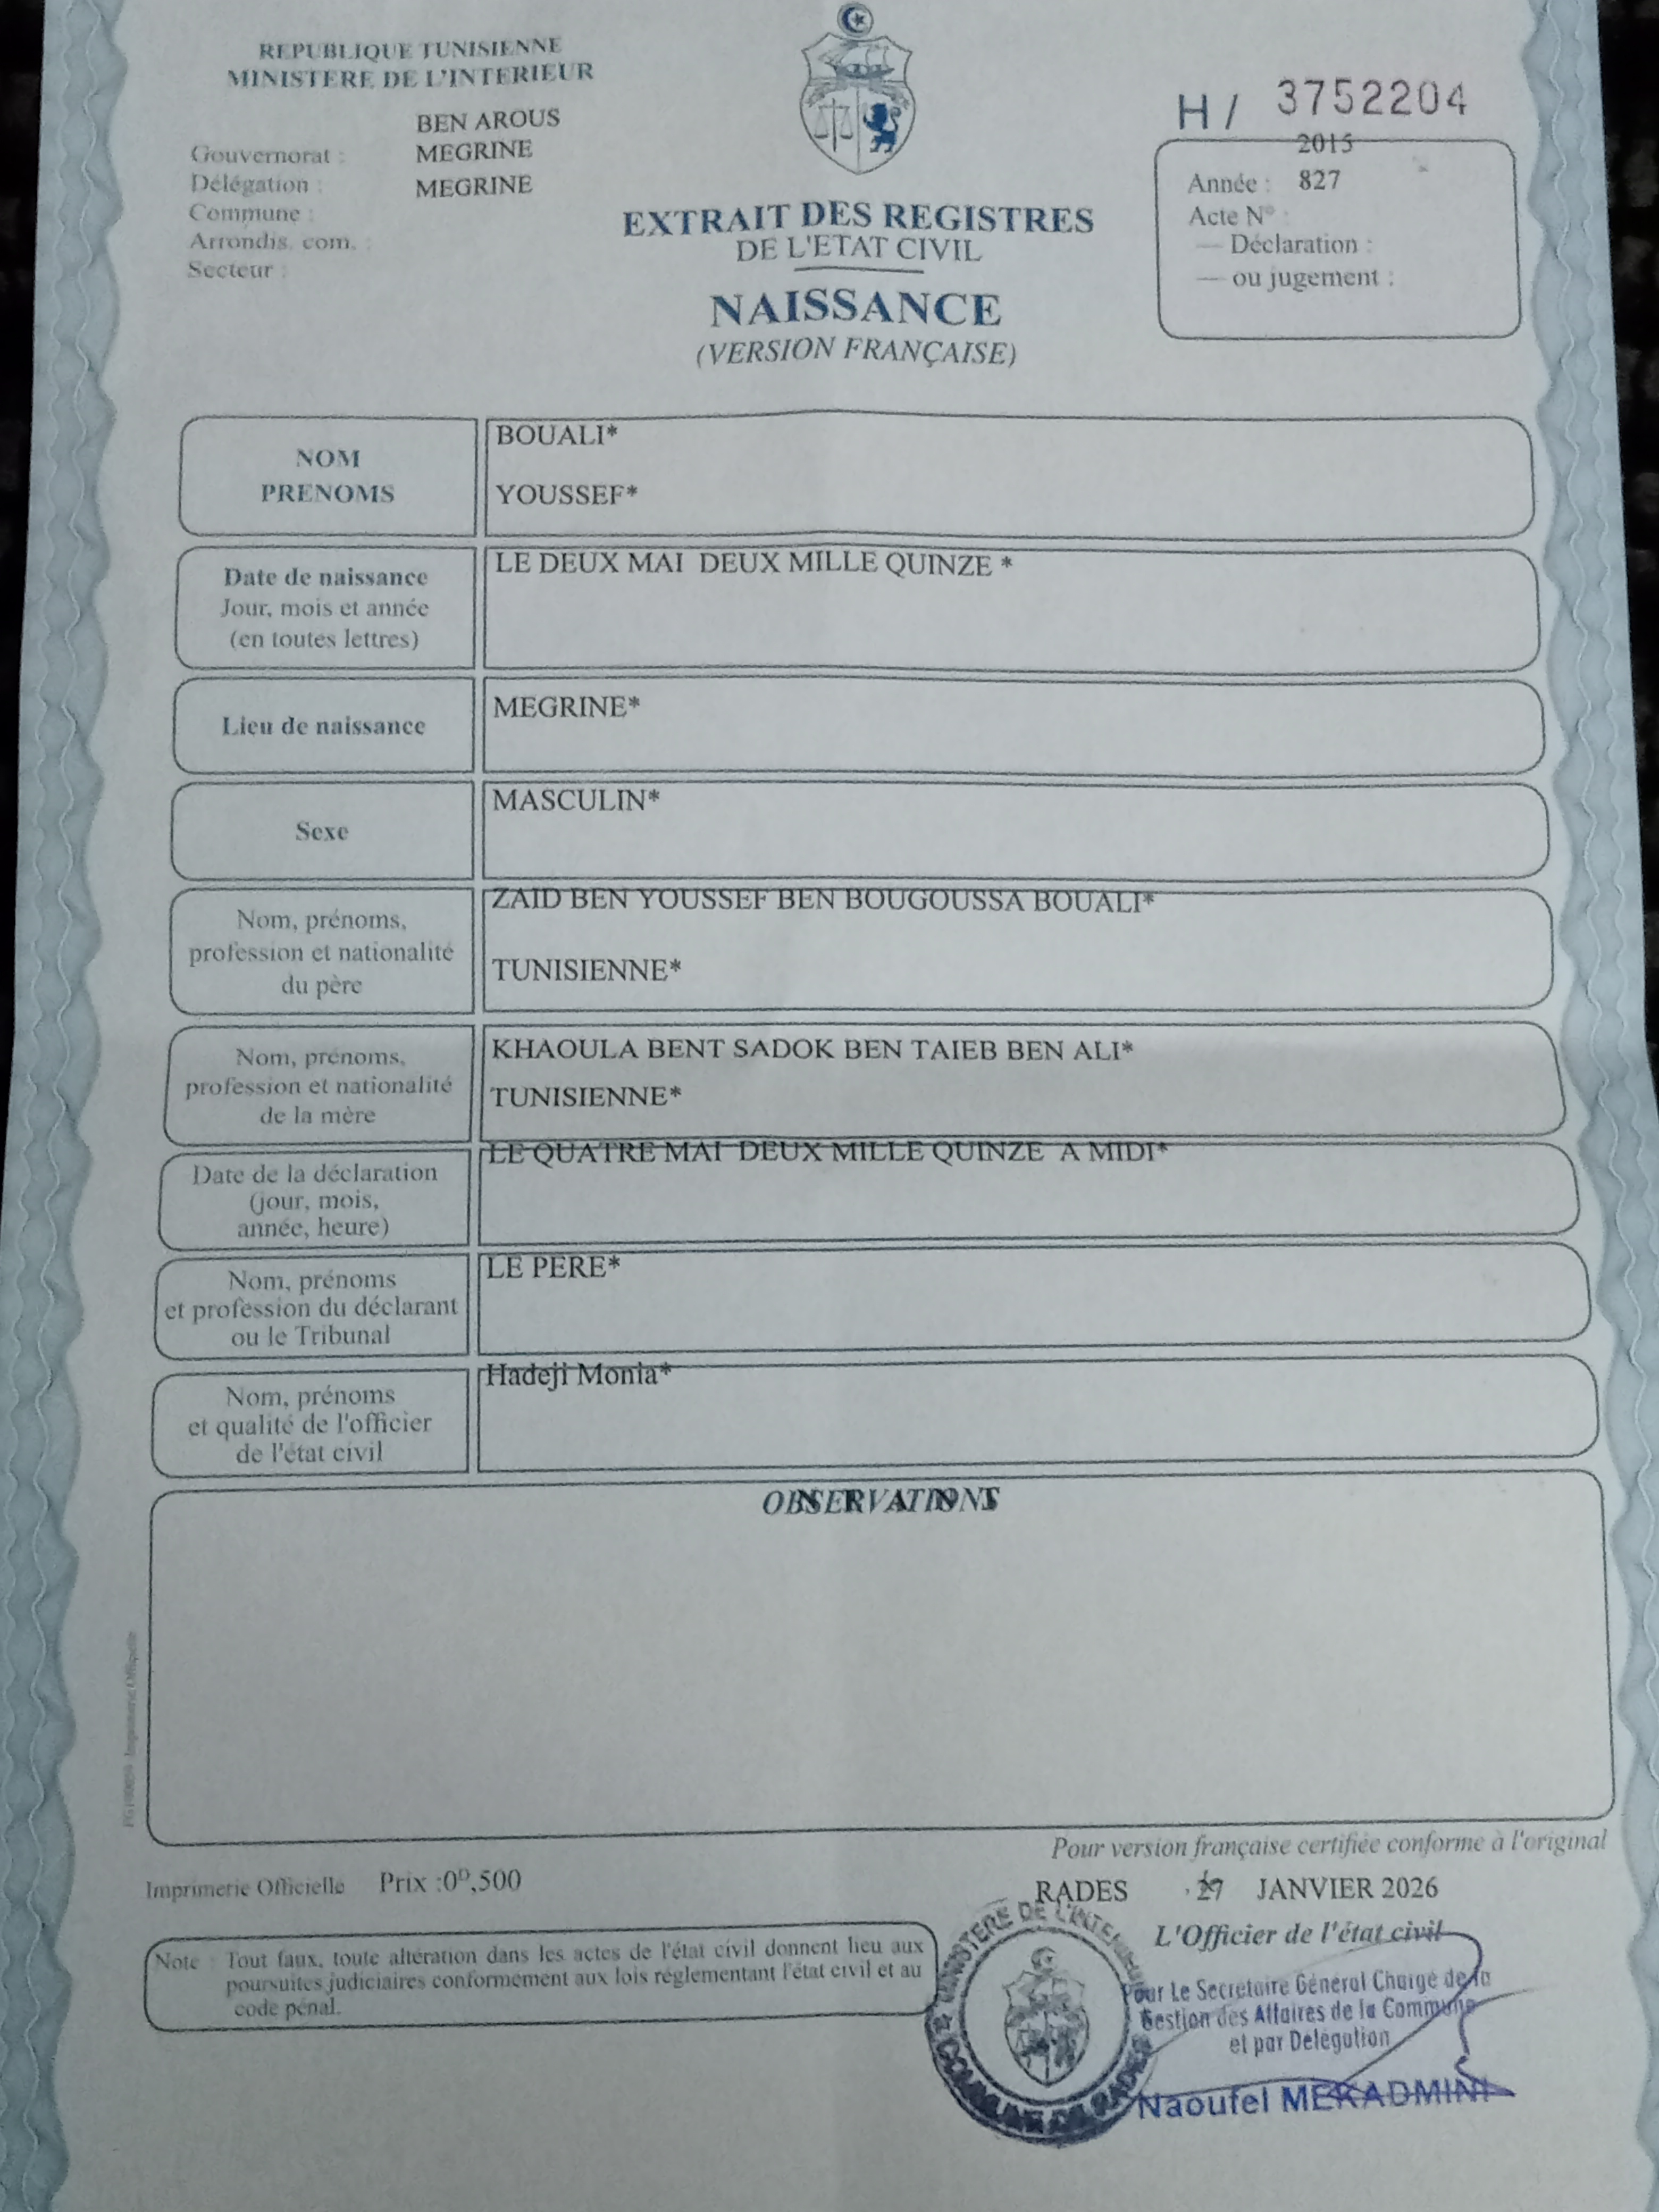 REPUBLIQUE TUNISIENNE
MINISTERE DE L'INTERIEUR
BEN AROUS
Gouvernorat : MEGRINE
Délégation : MEGRINE
Commune :
Arrondis. com. :
Secteur :
H / 3752204
2015
Année : 827
Acte N° :
— Déclaration :
— ou jugement :
EXTRAIT DES REGISTRES
DE L'ETAT CIVIL
NAISSANCE
(VERSION FRANÇAISE)
NOM
PRENOMS
BOUALI*
YOUSSEF*
Date de naissance
Jour, mois et année
(en toutes lettres)
LE DEUX MAI DEUX MILLE QUINZE *
Lieu de naissance
MEGRINE*
Sexe
MASCULIN*
Nom, prénoms,
profession et nationalité
du père
ZAID BEN YOUSSEF BEN BOUGOUSSA BOUALI*
TUNISIENNE*
Nom, prénoms,
profession et nationalité
de la mère
KHAOULA BENT SADOK BEN TAIEB BEN ALI*
TUNISIENNE*
Date de la déclaration
(jour, mois,
année, heure)
LE QUATRE MAI DEUX MILLE QUINZE A MIDI*
Nom, prénoms
et profession du déclarant
ou le Tribunal
LE PERE*
Nom, prénoms
et qualité de l'officier
de l'état civil
Hadeji Monia*
OBSERVATIONS
Imprimerie Officielle
Pour version française certifiée conforme à l'original
Imprimerie Officielle Prix :0ᴰ,500
RADES JANVIER 2026
L'Officier de l'état civil
Note : Tout faux, toute altération dans les actes de l'état civil donnent lieu aux
poursuites judiciaires conformément aux lois réglementant l'état civil et au
code pénal.
MINISTERE DE L'INTERIEUR
COMMUNE DE RADES
Pour Le Secrétaire Général Chargé de la
Gestion des Affaires de la Commune
et par Délégation
Naoufel MEKADMINI